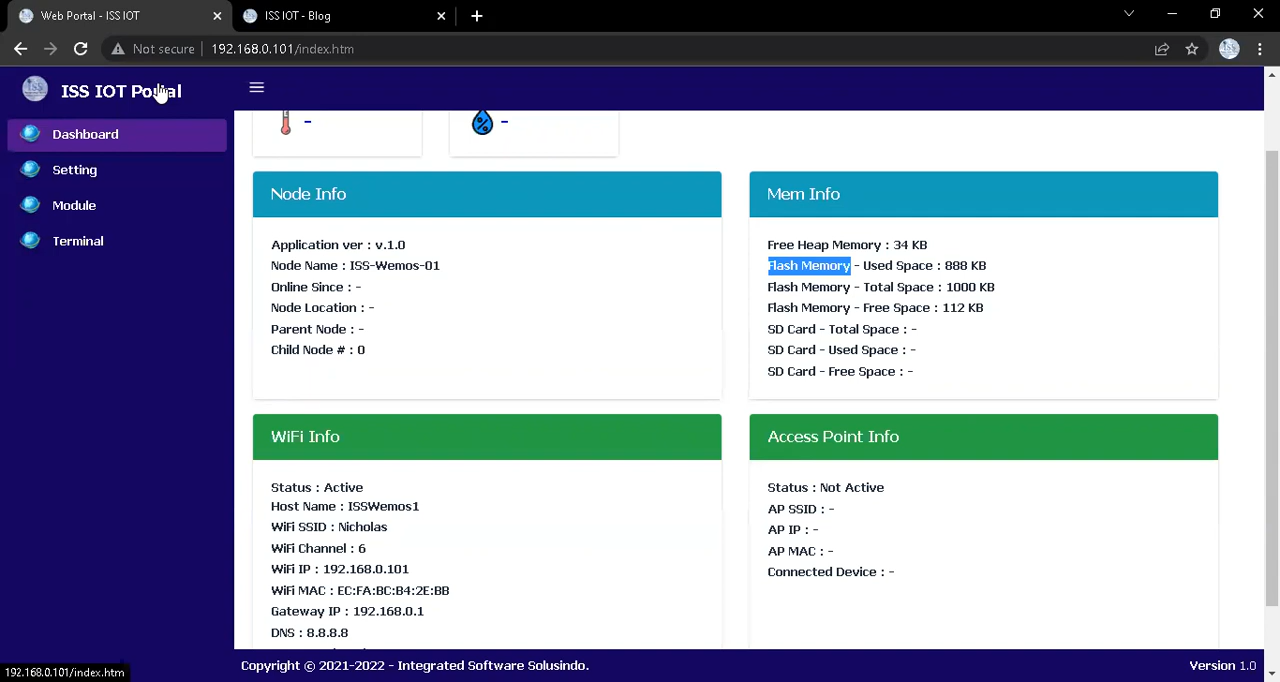 Web Portal - ISS IOT
ISS IOT - Blog
Not secure
192.168.0.101/index.htm
ISS IOT Portal
Dashboard
Setting
Module
Terminal
-
-
Node Info
Application ver : v.1.0
Node Name : ISS-Wemos-01
Online Since : -
Node Location : -
Parent Node : -
Child Node # : 0
Mem Info
Free Heap Memory : 34 KB
Flash Memory - Used Space : 888 KB
Flash Memory - Total Space : 1000 KB
Flash Memory - Free Space : 112 KB
SD Card - Total Space : -
SD Card - Used Space : -
SD Card - Free Space : -
WiFi Info
Status : Active
Host Name : ISSWemos1
WiFi SSID : Nicholas
WiFi Channel : 6
WiFi IP : 192.168.0.101
WiFi MAC : EC:FA:BC:B4:2E:BB
Gateway IP : 192.168.0.1
DNS : 8.8.8.8
Access Point Info
Status : Not Active
AP SSID : -
AP IP : -
AP MAC : -
Connected Device : -
192.168.0.101/index.htm
Copyright © 2021-2022 - Integrated Software Solusindo.
Version 1.0